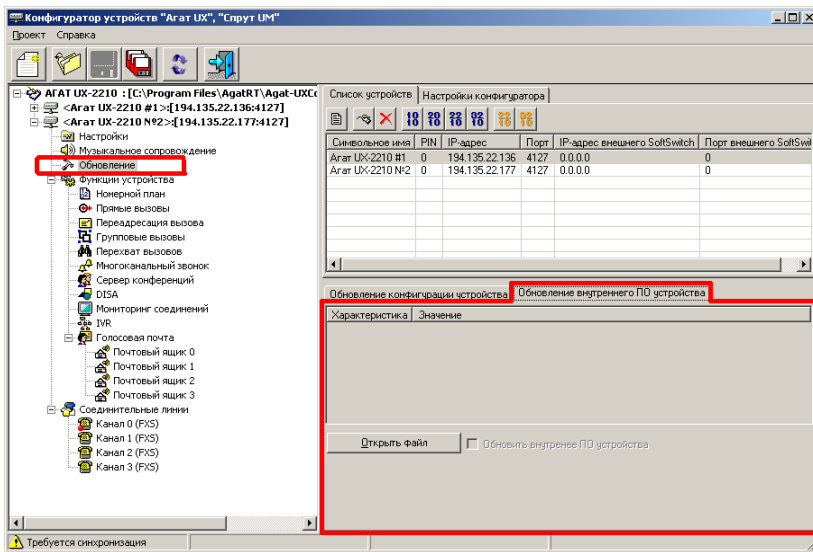 Конфигуратор устройств "Агат UX", "Спрут UM"
Проект Справка
АГАТ UX-2210 : [C:\Program Files\AgatRT\Agat-UXCo
<Агат UX-2210 #1>:[194.135.22.136:4127]
<Агат UX-2210 №2>:[194.135.22.177:4127]
Настройки
Музыкальное сопровождение
Обновление
Функции устройства
Номерной план
Прямые вызовы
Переадресация вызова
Групповые вызовы
Перехват вызовов
Многоканальный звонок
Сервер конференций
DISA
Мониторинг соединений
IVR
Голосовая почта
Почтовый ящик 0
Почтовый ящик 1
Почтовый ящик 2
Почтовый ящик 3
Соединительные линии
Канал 0 (FXS)
Канал 1 (FXS)
Канал 2 (FXS)
Канал 3 (FXS)
Список устройств Настройки конфигуратора
Символьное имя PIN IP-адрес Порт IP-адрес внешнего SoftSwitch Порт внешнего SoftSwi
Агат UX-2210 #1 0 194.135.22.136 4127 0.0.0.0 0
Агат UX-2210 №2 0 194.135.22.177 4127 0.0.0.0 0
Обновление конфигурации устройства Обновление внутреннего ПО устройства
Характеристика Значение
Открыть файл Обновить внутренее ПО устройства
Требуется синхронизация